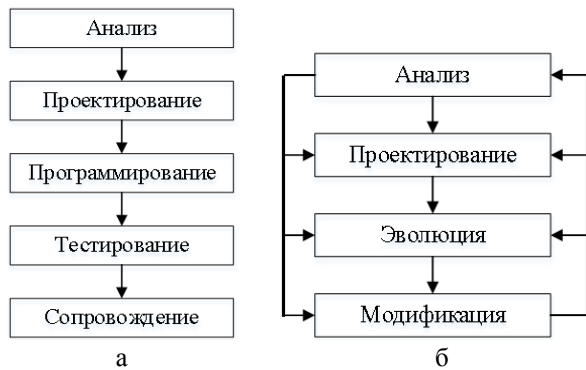 Анализ
Проектирование
Программирование
Тестирование
Сопровождение
а
Анализ
Проектирование
Эволюция
Модификация
б